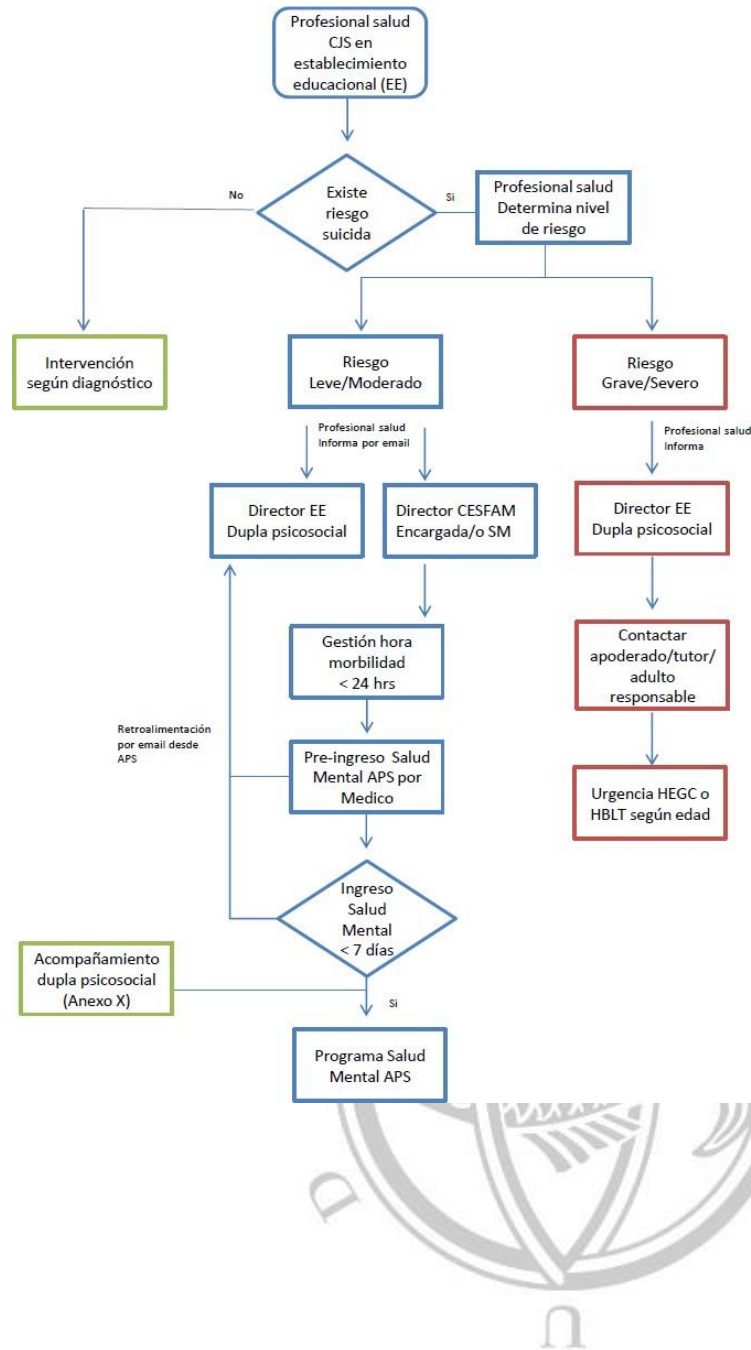 Profesional salud
CJS en
establecimiento
educacional (EE)
No
Existe
riesgo
suicida
Si
Profesional salud
Determina nivel
de riesgo
Intervención
según diagnóstico
Riesgo
Leve/Moderado
Riesgo
Grave/Severo
Profesional salud
Informa por email
Profesional salud
Informa
Director EE
Dupla psicosocial
Director CESFAM
Encargada/o SM
Director EE
Dupla psicosocial
Gestión hora
morbilidad
< 24 hrs
Contactar
apoderado/tutor/
adulto
responsable
Retroalimentación
por email desde
APS
Pre-ingreso Salud
Mental APS por
Medico
Urgencia HEGC o
HBLT según edad
Ingreso
Salud
Mental
< 7 días
Acompañamiento
dupla psicosocial
(Anexo X)
Si
Programa Salud
Mental APS
D
U